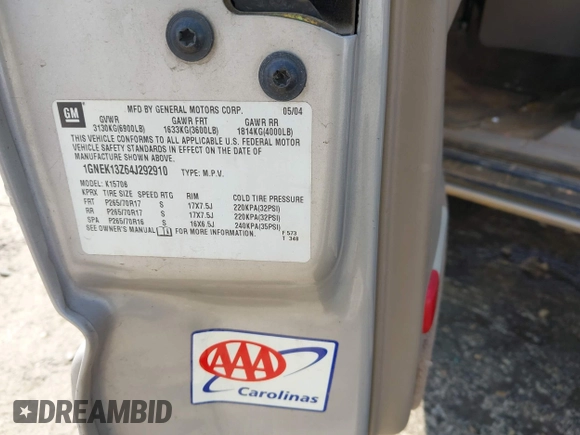 GM
MFD BY GENERAL MOTORS CORP. 05/04
GVWR GAWR FRT GAWR RR
3130KG(6900LB) 1633KG(3600LB) 1814KG(4000LB)
THIS VEHICLE CONFORMS TO ALL APPLICABLE U.S. FEDERAL MOTOR
VEHICLE SAFETY STANDARDS IN EFFECT ON THE DATE OF
MANUFACTURE SHOWN ABOVE.
1GNEK13Z64J292910 TYPE: M.P.V.
MODEL: K15706
KPRX TIRE SIZE SPEED RTG RIM COLD TIRE PRESSURE
FRT P265/70R17 S 17X7.5J 220KPA(32PSI)
RR P265/70R17 S 17X7.5J 220KPA(32PSI)
SPA P265/70R16 S 16X6.5J 240KPA(35PSI)
SEE OWNER'S MANUAL FOR MORE INFORMATION.
F 573
T 348
AAA
Carolinas
DREAMBID